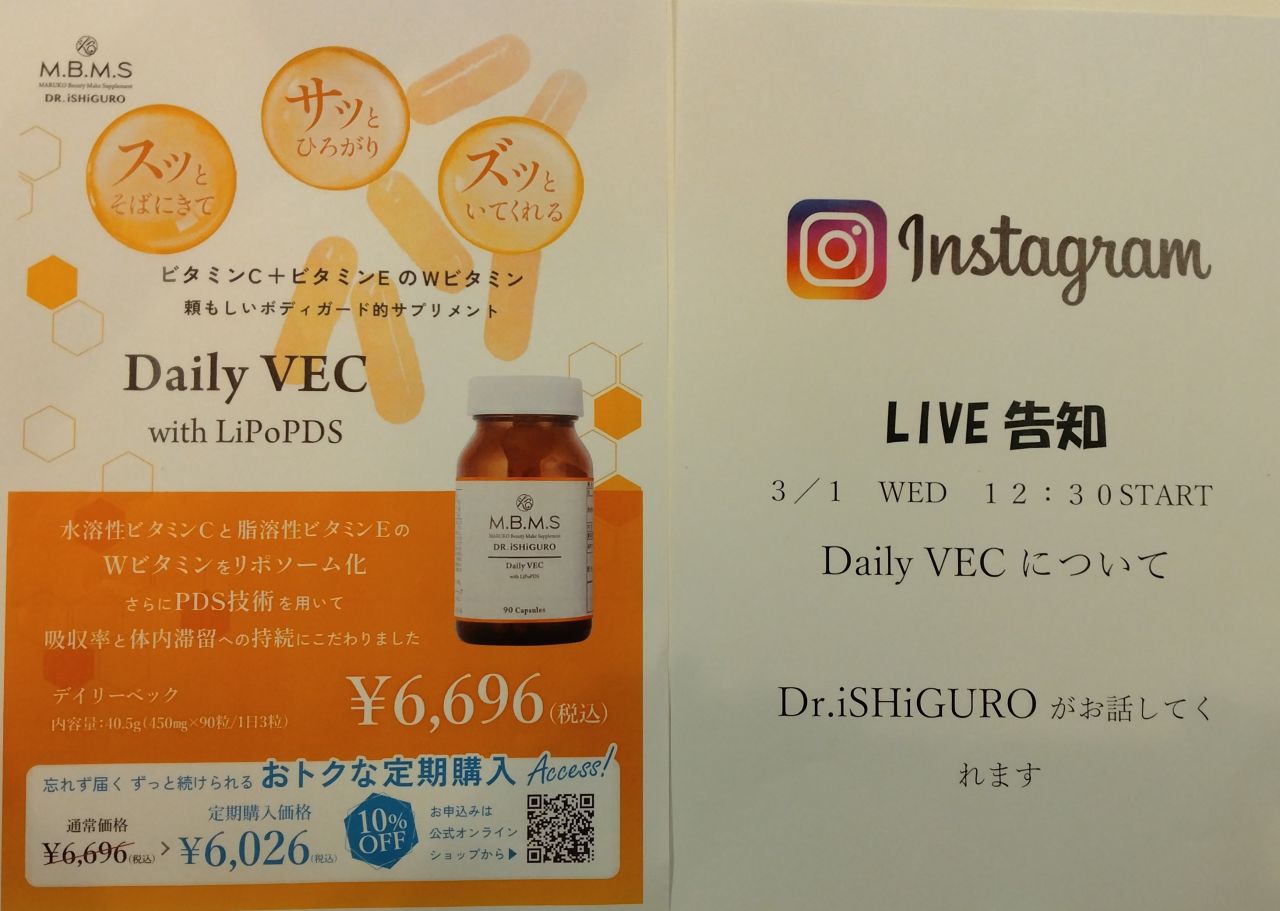 M.B.M.S
MARUKO Beauty Make Supplement
DR.iSHiGURO
スッと
そばにきて
サッと
ひろがり
ズッと
いてくれる
ビタミンC＋ビタミンEのWビタミン
頼もしいボディガード的サプリメント
Daily VEC
with LiPoPDS
水溶性ビタミンCと脂溶性ビタミンEの
Wビタミンをリポソーム化
さらにPDS技術を用いて
吸収率と体内滞留への持続にこだわりました
M.B.M.S
MARUKO Beauty Make Supplement
DR.iSHiGURO
Daily VEC
with LiPoPDS
90 Capsules
デイリーベック
内容量：40.5g（450mg×90粒/1日3粒）
¥6,696（税込）
忘れず届く ずっと続けられる おトクな定期購入 Access!
通常価格
¥6,696（税込）
定期購入価格
¥6,026（税込）
10%
OFF
お申込みは
公式オンライン
ショップから▶
Instagram
LIVE 告知
３／１ WED １２：３０START
Daily VEC について
Dr.iSHiGURO がお話してく
れます